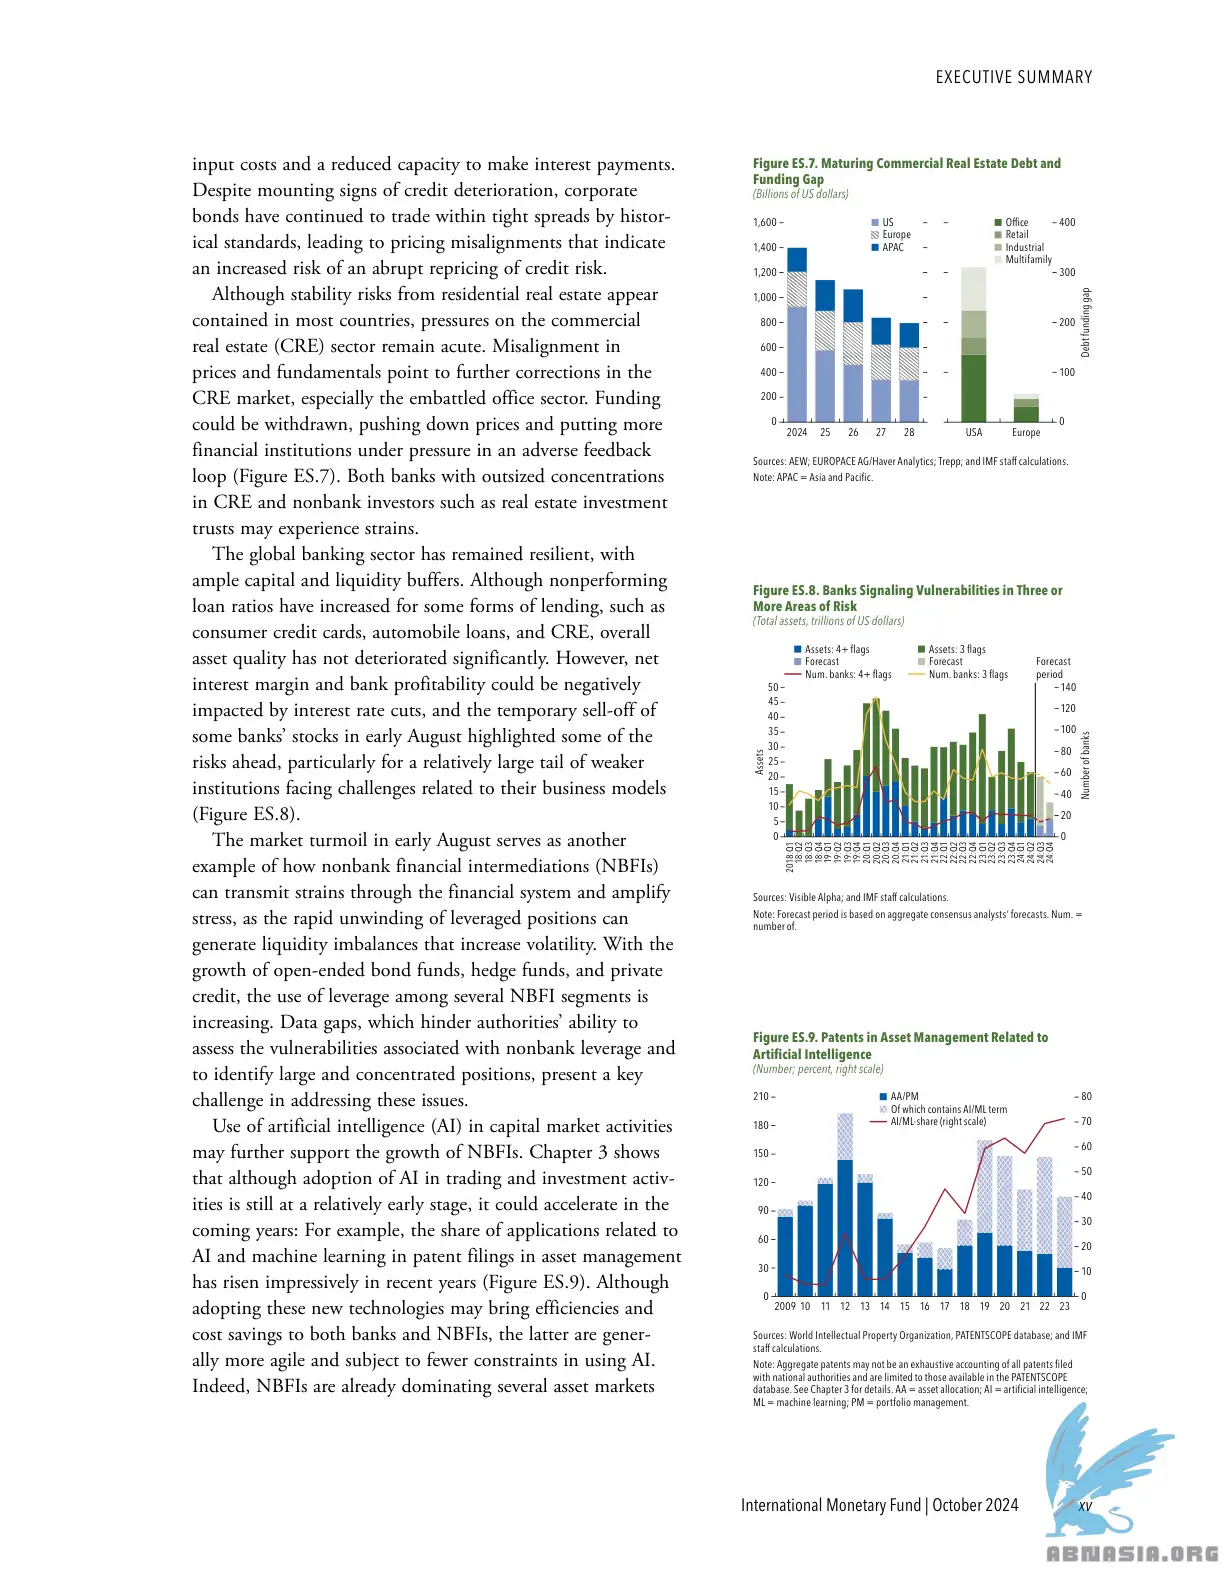 EXECUTIVE SUMMARY
input costs and a reduced capacity to make interest payments.
Despite mounting signs of credit deterioration, corporate
bonds have continued to trade within tight spreads by histor-
ical standards, leading to pricing misalignments that indicate
an increased risk of an abrupt repricing of credit risk.
Although stability risks from residential real estate appear
contained in most countries, pressures on the commercial
real estate (CRE) sector remain acute. Misalignment in
prices and fundamentals point to further corrections in the
CRE market, especially the embattled office sector. Funding
could be withdrawn, pushing down prices and putting more
financial institutions under pressure in an adverse feedback
loop (Figure ES.7). Both banks with outsized concentrations
in CRE and nonbank investors such as real estate investment
trusts may experience strains.
The global banking sector has remained resilient, with
ample capital and liquidity buffers. Although nonperforming
loan ratios have increased for some forms of lending, such as
consumer credit cards, automobile loans, and CRE, overall
asset quality has not deteriorated significantly. However, net
interest margin and bank profitability could be negatively
impacted by interest rate cuts, and the temporary sell-off of
some banks' stocks in early August highlighted some of the
risks ahead, particularly for a relatively large tail of weaker
institutions facing challenges related to their business models
(Figure ES.8).
The market turmoil in early August serves as another
example of how nonbank financial intermediations (NBFIs)
can transmit strains through the financial system and amplify
stress, as the rapid unwinding of leveraged positions can
generate liquidity imbalances that increase volatility. With the
growth of open-ended bond funds, hedge funds, and private
credit, the use of leverage among several NBFI segments is
increasing. Data gaps, which hinder authorities' ability to
assess the vulnerabilities associated with nonbank leverage and
to identify large and concentrated positions, present a key
challenge in addressing these issues.
Use of artificial intelligence (AI) in capital market activities
may further support the growth of NBFIs. Chapter 3 shows
that although adoption of AI in trading and investment activ-
ities is still at a relatively early stage, it could accelerate in the
coming years: For example, the share of applications related to
AI and machine learning in patent filings in asset management
has risen impressively in recent years (Figure ES.9). Although
adopting these new technologies may bring efficiencies and
cost savings to both banks and NBFIs, the latter are gener-
ally more agile and subject to fewer constraints in using AI.
Indeed, NBFIs are already dominating several asset markets
Figure ES.7. Maturing Commercial Real Estate Debt and
Funding Gap
(Billions of US dollars)
1,600
1,400
1,200
1,000
800
600
400
200
0
US
Europe
APAC
2024 25 26 27 28
Office
Retail
Industrial
Multifamily
400
300
200
100
0
Debt funding gap
USA Europe
Sources: AEW; EUROPACE AG/Haver Analytics; Trepp; and IMF staff calculations.
Note: APAC = Asia and Pacific.
Figure ES.8. Banks Signaling Vulnerabilities in Three or
More Areas of Risk
(Total assets, trillions of US dollars)
Assets: 4+ flags
Forecast
Num. banks: 4+ flags
Assets: 3 flags
Forecast
Num. banks: 3 flags
Forecast
period
50
45
40
35
30
25
20
15
10
5
0
Assets
140
120
100
80
60
40
20
0
Number of banks
2018:Q1
18:Q2
18:Q3
18:Q4
19:Q1
19:Q2
19:Q3
19:Q4
20:Q1
20:Q2
20:Q3
20:Q4
21:Q1
21:Q2
21:Q3
21:Q4
22:Q1
22:Q2
22:Q3
22:Q4
23:Q1
23:Q2
23:Q3
23:Q4
24:Q1
24:Q2
24:Q3
24:Q4
Sources: Visible Alpha; and IMF staff calculations.
Note: Forecast period is based on aggregate consensus analysts' forecasts. Num. =
number of.
Figure ES.9. Patents in Asset Management Related to
Artificial Intelligence
(Number; percent, right scale)
210
180
150
120
90
60
30
0
AA/PM
Of which contains AI/ML term
AI/ML-share (right scale)
80
70
60
50
40
30
20
10
0
2009 10 11 12 13 14 15 16 17 18 19 20 21 22 23
Sources: World Intellectual Property Organization, PATENTSCOPE database; and IMF
staff calculations.
Note: Aggregate patents may not be an exhaustive accounting of all patents filed
with national authorities and are limited to those available in the PATENTSCOPE
database. See Chapter 3 for details. AA = asset allocation; AI = artificial intelligence;
ML = machine learning; PM = portfolio management.
International Monetary Fund | October 2024 xv
ABNASIA.ORG